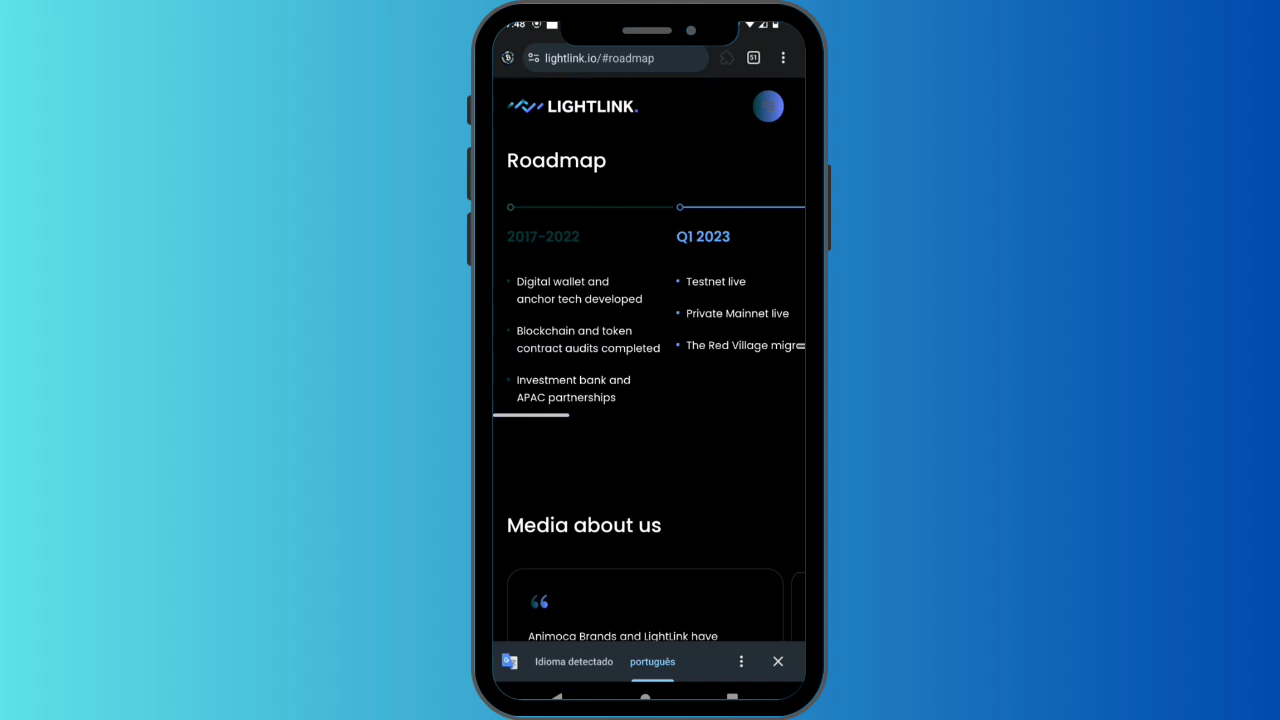 7:48
lightlink.io/#roadmap
51
LIGHTLINK.
Roadmap
2017-2022
Digital wallet and
anchor tech developed
Blockchain and token
contract audits completed
Investment bank and
APAC partnerships
Q1 2023
Testnet live
Private Mainnet live
The Red Village
Media about us
Animoca Brands and LightLink have
Idioma detectado
português